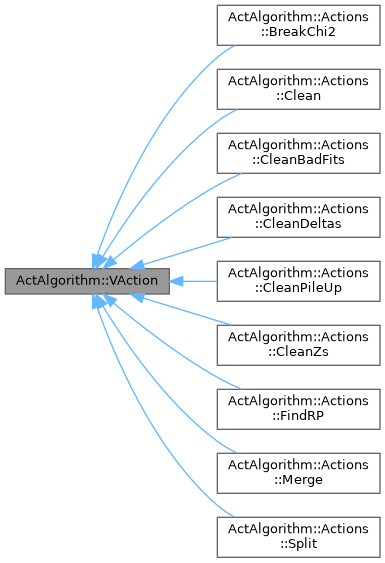 ActAlgorithm::Actions
::BreakChi2
ActAlgorithm::Actions
::Clean
ActAlgorithm::Actions
::CleanBadFits
ActAlgorithm::Actions
::CleanDeltas
ActAlgorithm::VAction
ActAlgorithm::Actions
::CleanPileUp
ActAlgorithm::Actions
::CleanZs
ActAlgorithm::Actions
::FindRP
ActAlgorithm::Actions
::Merge
ActAlgorithm::Actions
::Split